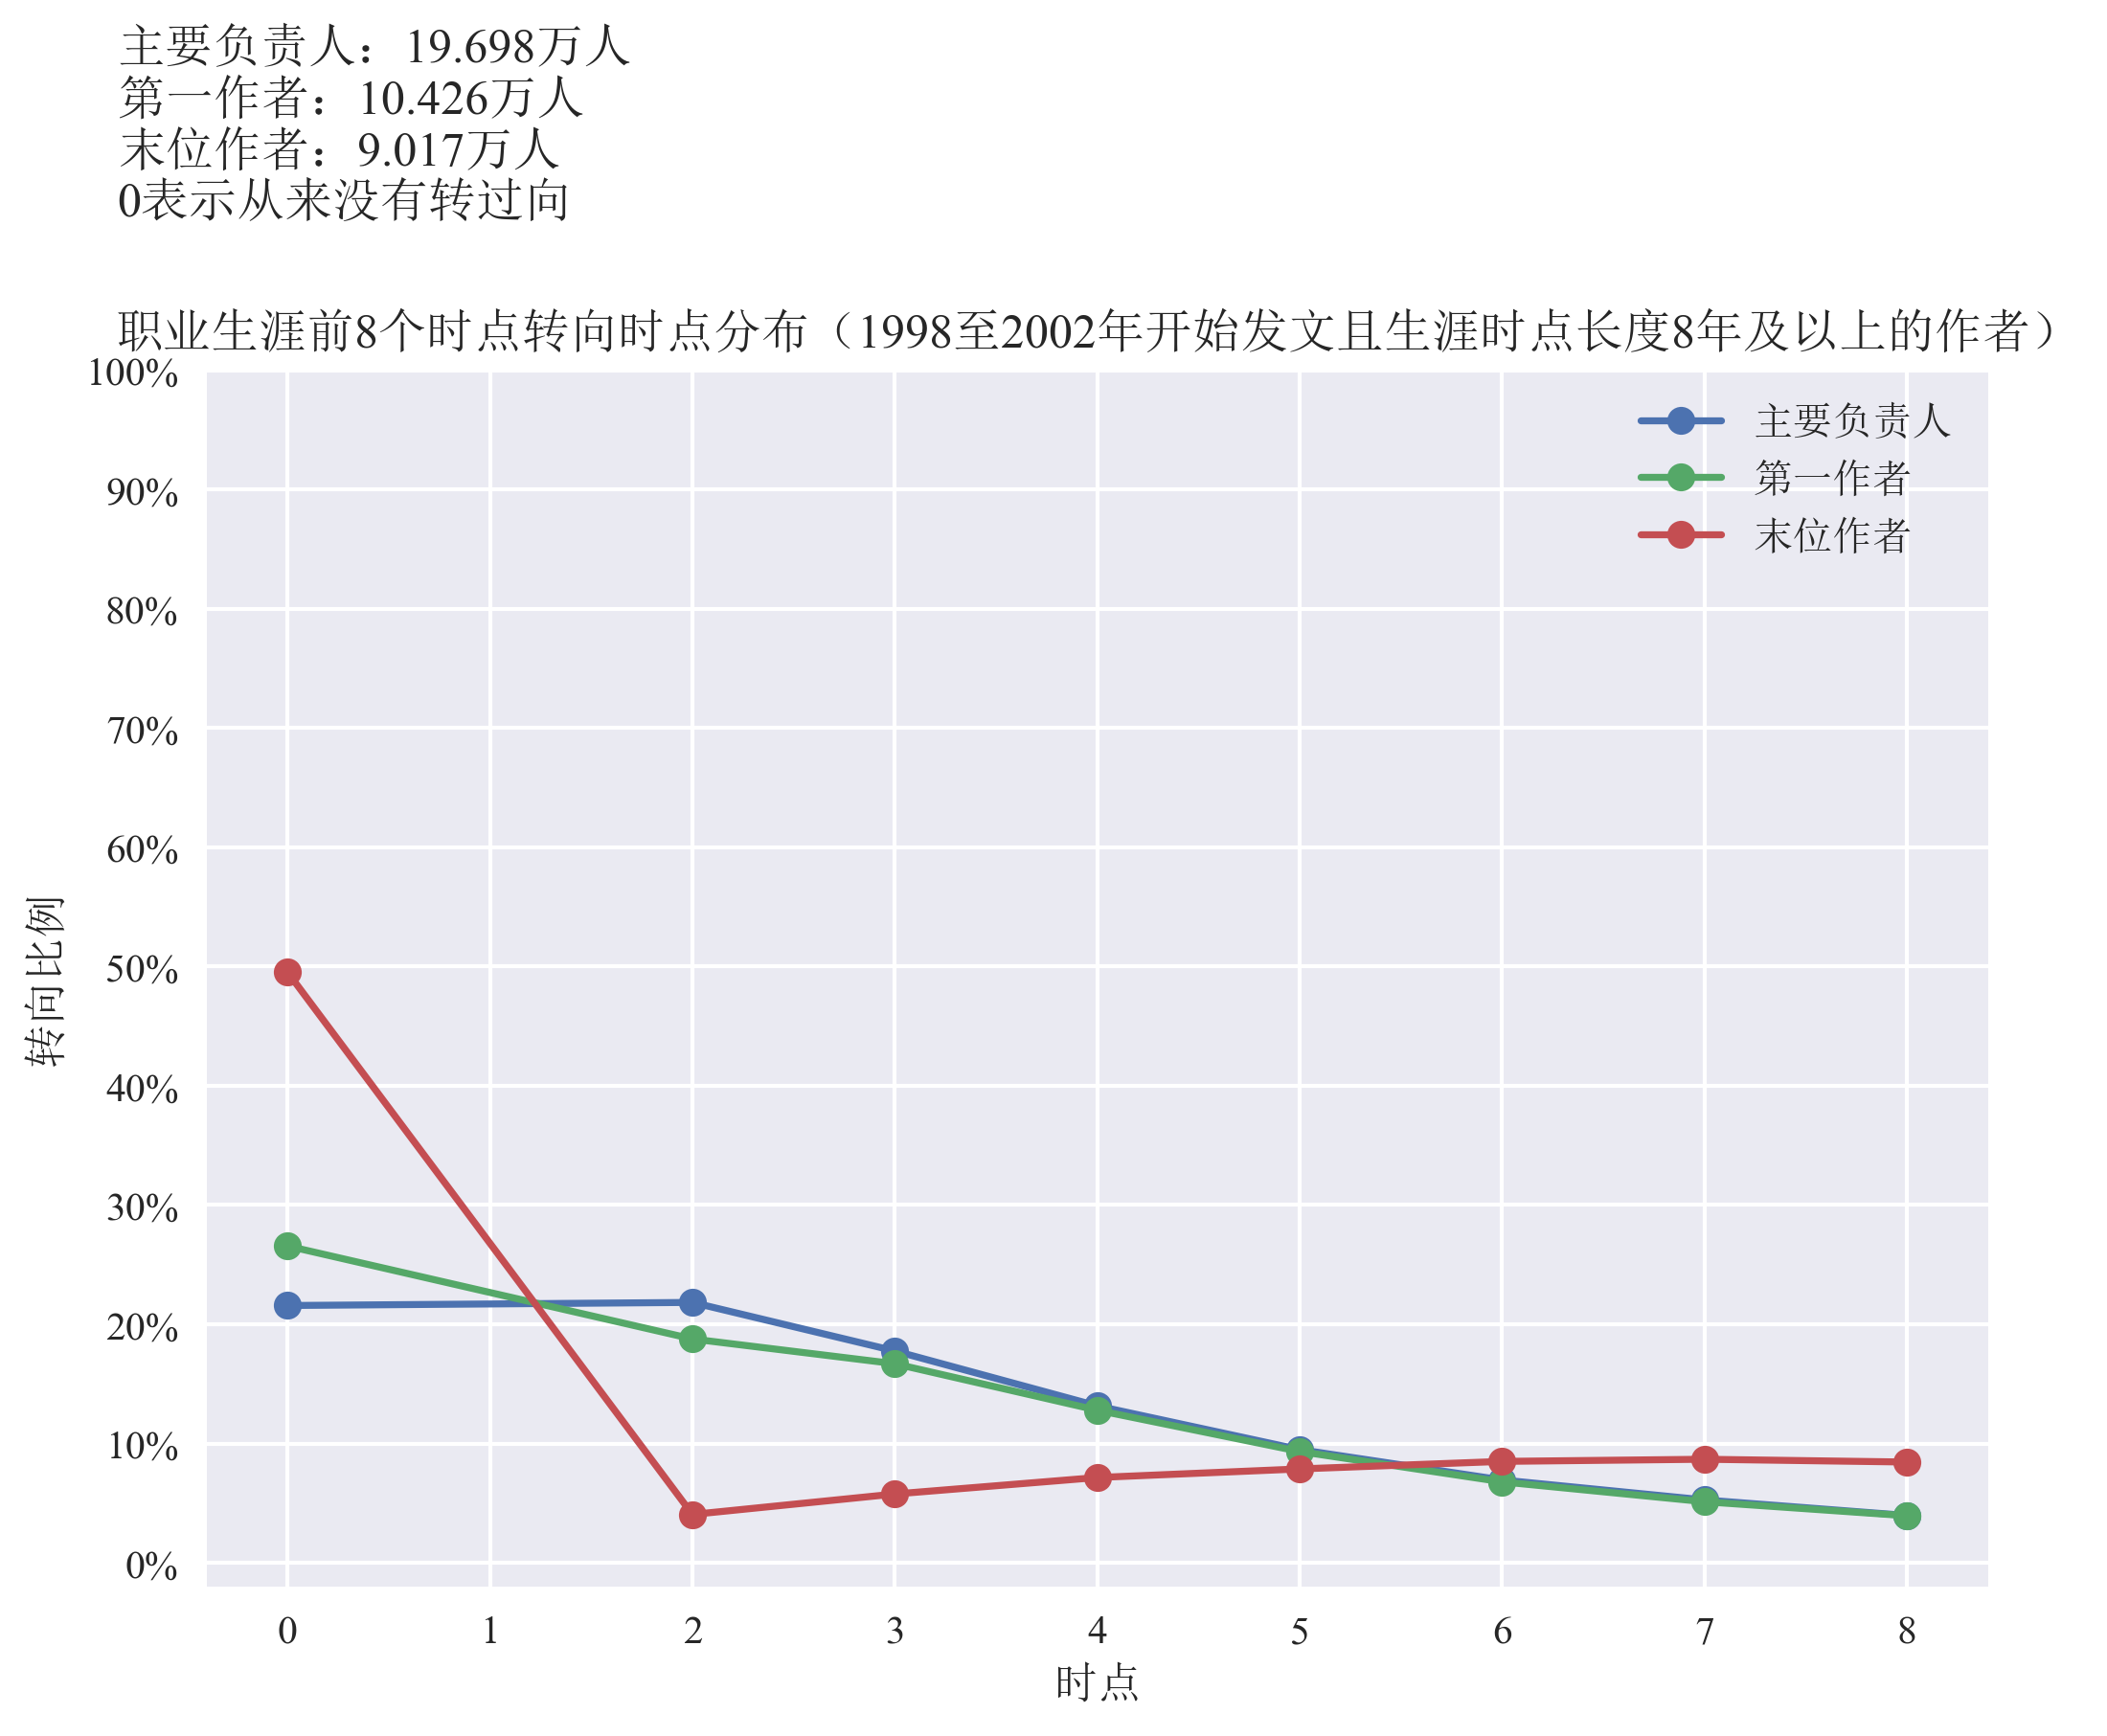 主要负责人：19.698万人
第一作者：10.426万人
末位作者：9.017万人
0表示从来没有转过向
职业生涯前8个时点转向时点分布（1998至2002年开始发文且生涯时点长度8年及以上的作者）
100%
90%
80%
70%
60%
50%
40%
30%
20%
10%
0%
转向比例
主要负责人
第一作者
末位作者
0 1 2 3 4 5 6 7 8
时点